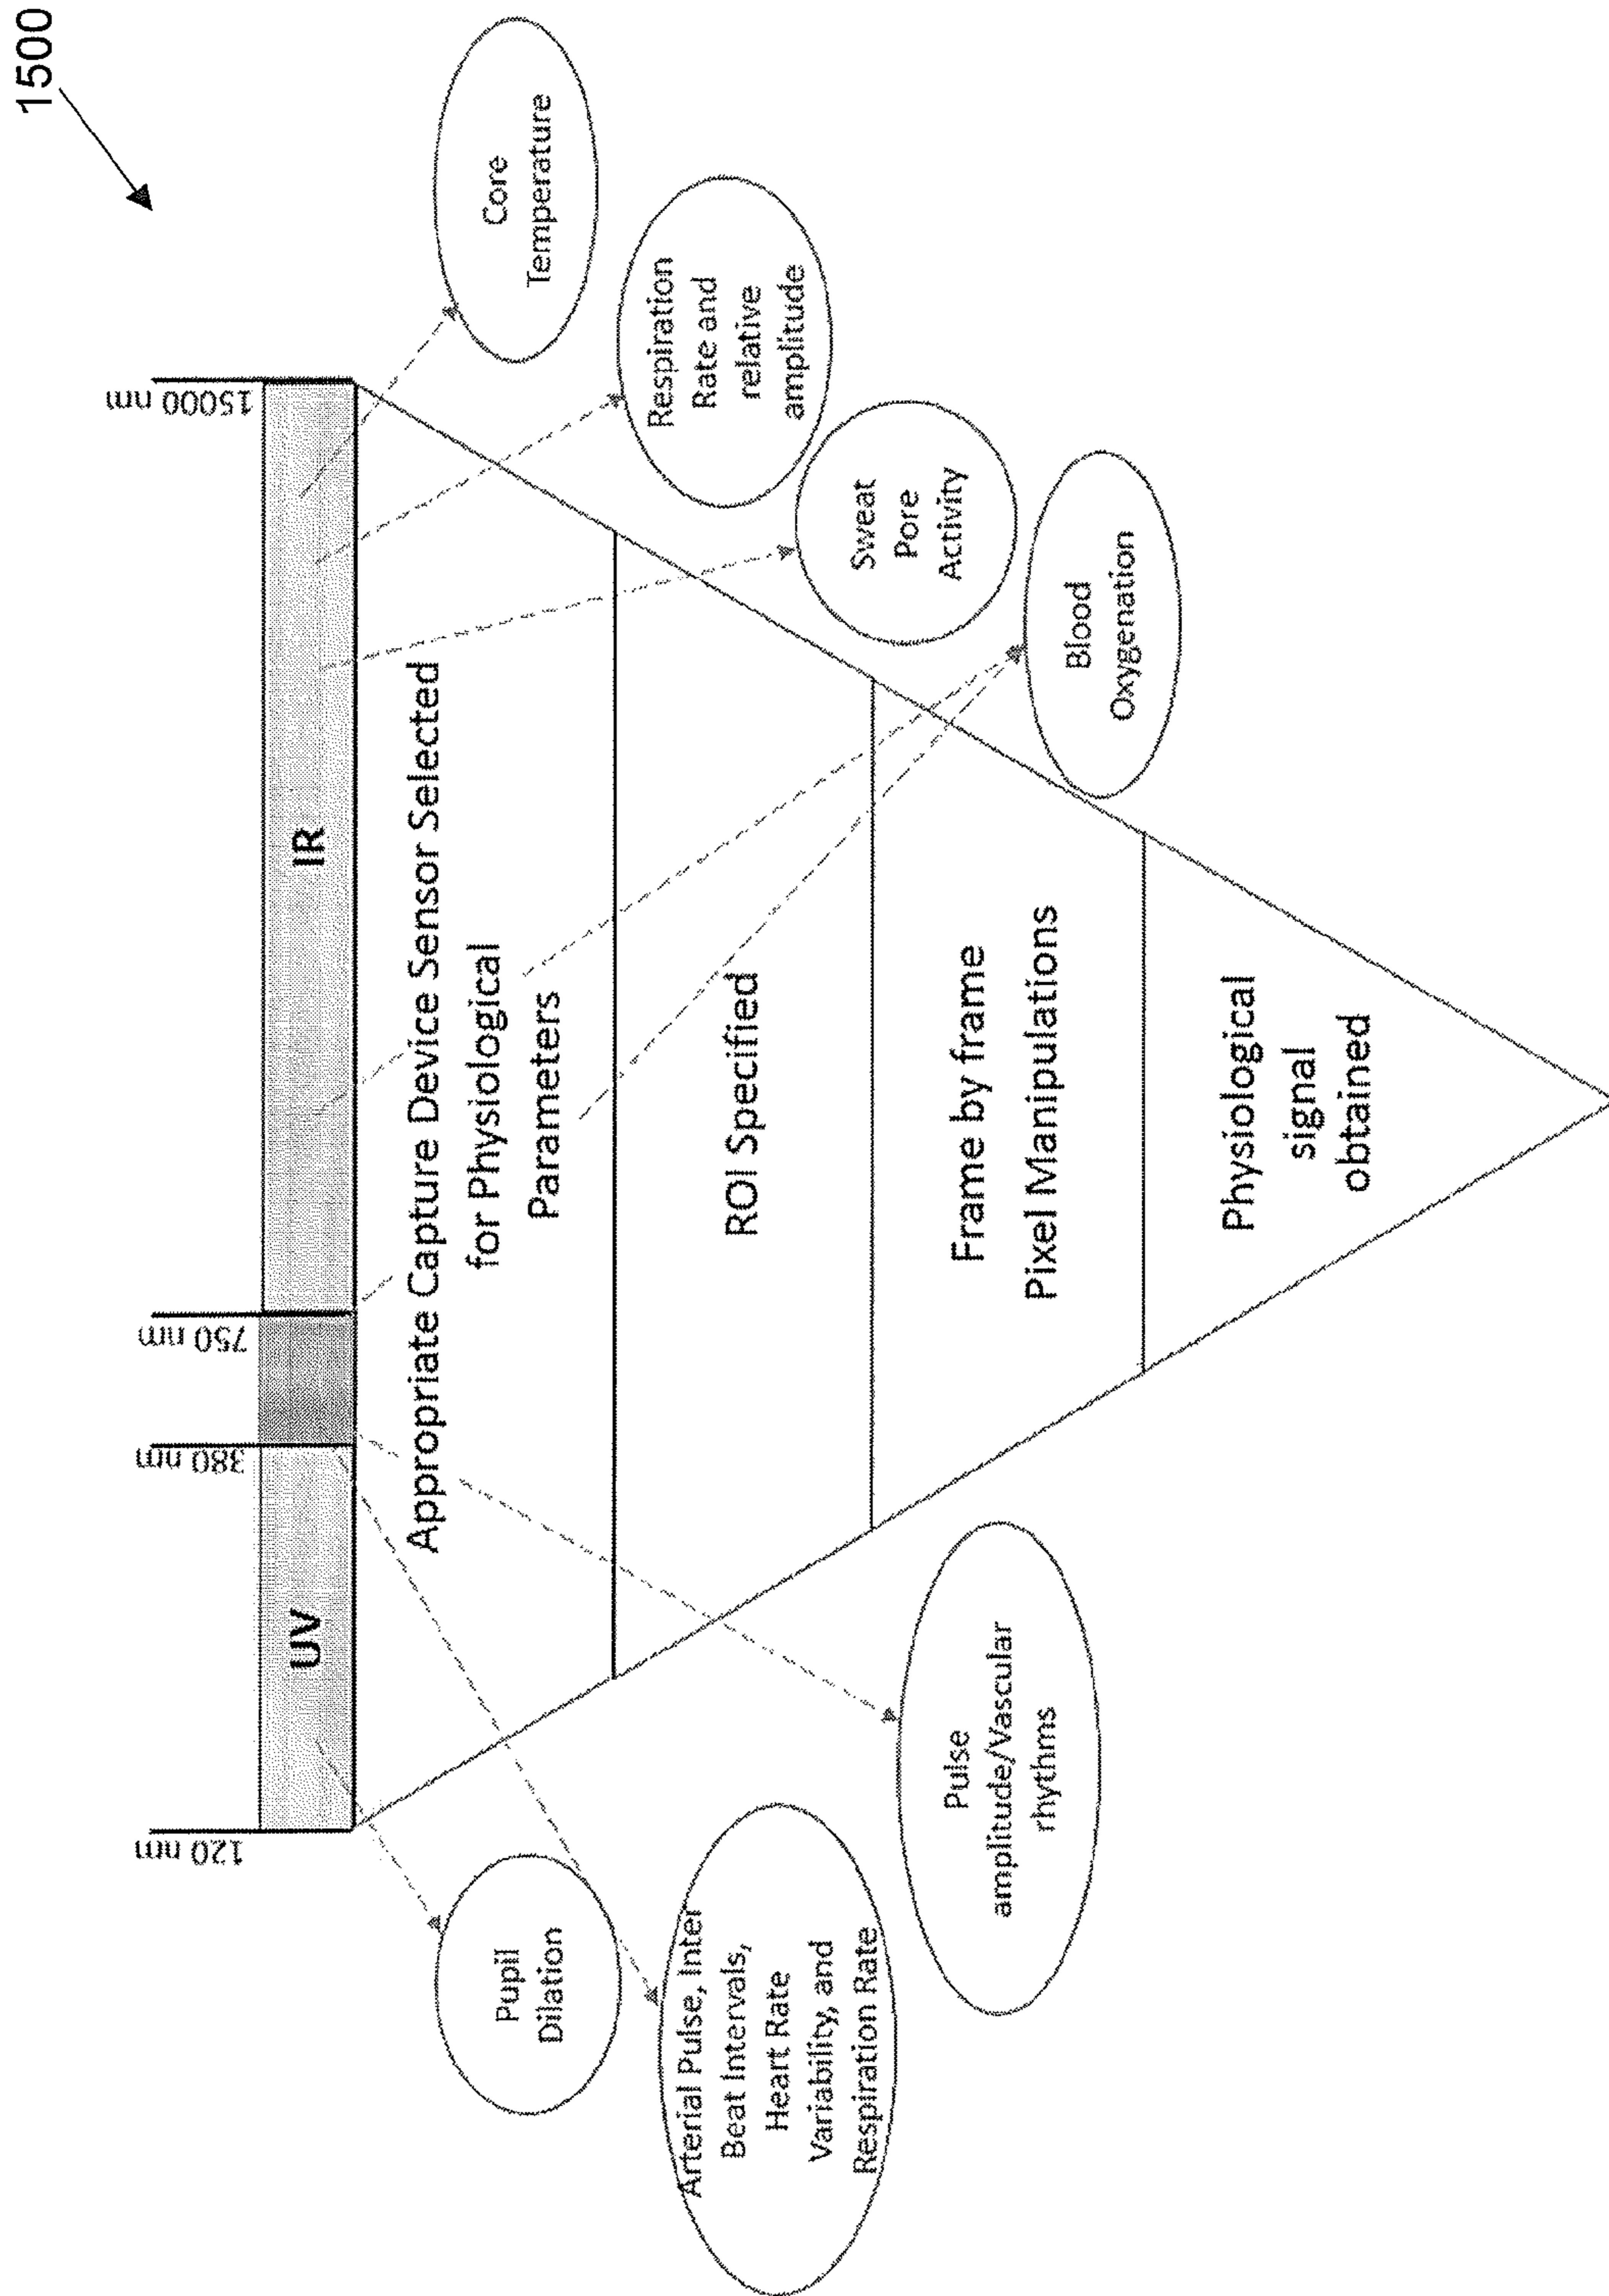 1500
120 nm
380 nm
750 nm
15000 nm
UV
IR
Appropriate Capture Device Sensor Selected
for Physiological
Parameters
ROI Specified
Frame by frame
Pixel Manipulations
Physiological
signal
obtained
Pupil
Dilation
Arterial Pulse, Inter
Beat Intervals,
Heart Rate
Variability, and
Respiration Rate
Pulse
amplitude/Vascular
rhythms
Core
Temperature
Respiration
Rate and
relative
amplitude
Sweat
Pore
Activity
Blood
Oxygenation